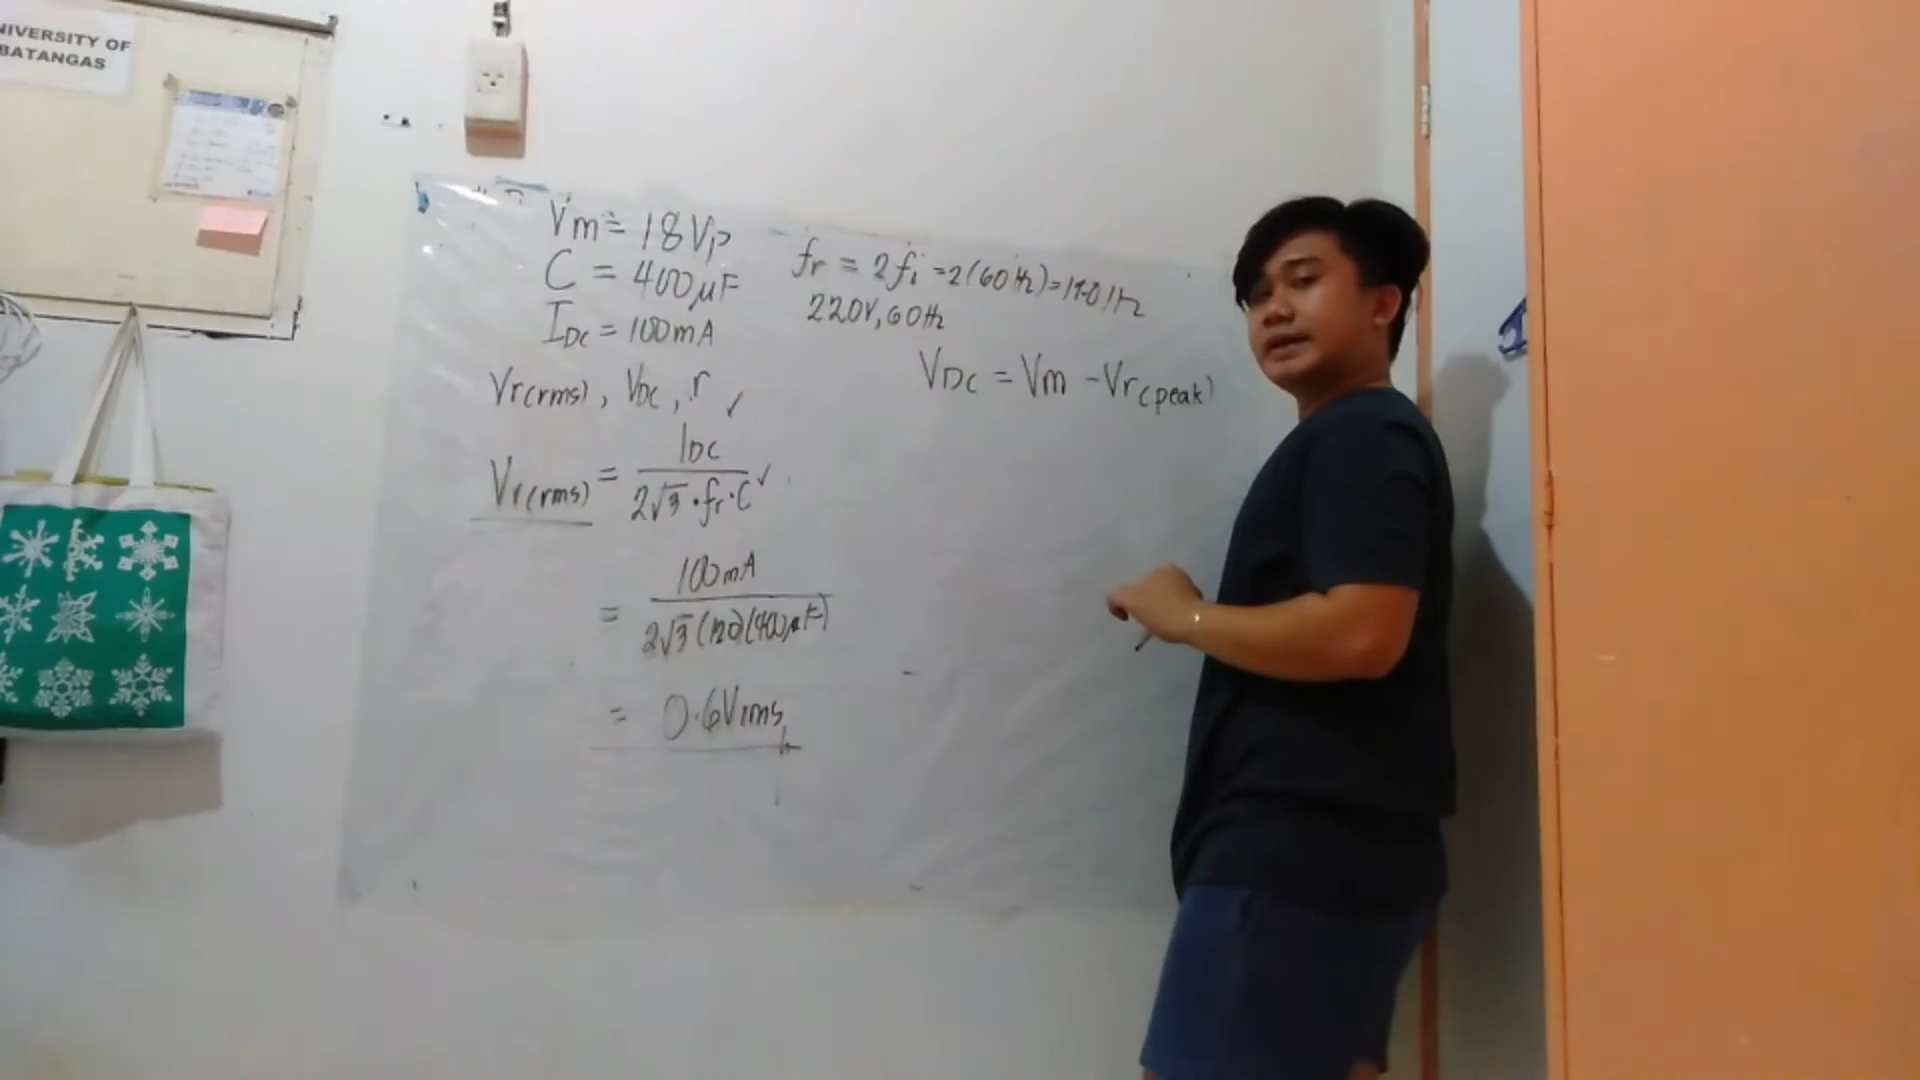 NIVERSITY OF
BATANGAS
Vm = 18Vp
C = 400μF
IDC = 100mA
fr = 2fi = 2(60Hz) = 120Hz
220V, 60Hz
Vr(rms), VDC, r ✓
VDC = Vm - Vr(peak)
Vr(rms) = IDC / 2√3 · fr · C ✓
= 100mA / 2√3 (120)(400μF)
= 0.6Vrms